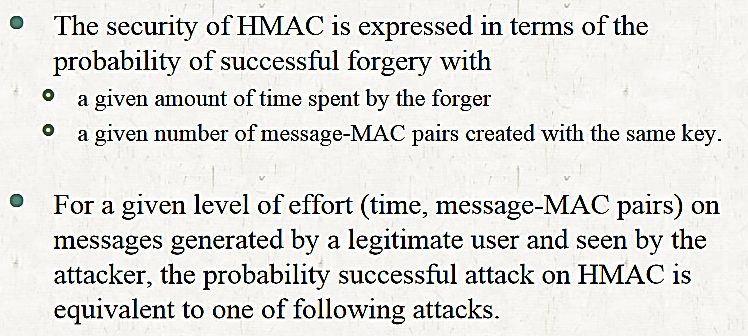 The security of HMAC is expressed in terms of the
probability of successful forgery with
a given amount of time spent by the forger
a given number of message-MAC pairs created with the same key.
For a given level of effort (time, message-MAC pairs) on
messages generated by a legitimate user and seen by the
attacker, the probability successful attack on HMAC is
equivalent to one of following attacks.